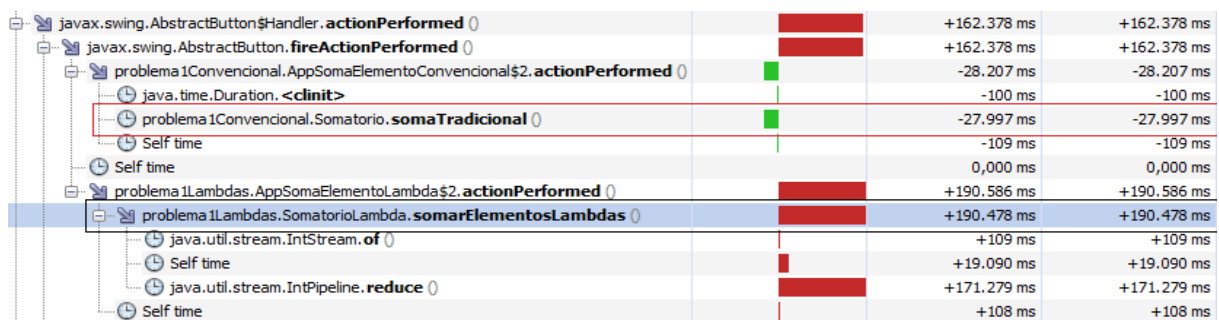 javax.swing.AbstractButton$Handler.actionPerformed () +162.378 ms +162.378 ms
javax.swing.AbstractButton.fireActionPerformed () +162.378 ms +162.378 ms
problema1Convencional.AppSomaElementoConvencional$2.actionPerformed () -28.207 ms -28.207 ms
java.time.Duration.<clinit> -100 ms -100 ms
problema1Convencional.Somatorio.somaTradicional () -27.997 ms -27.997 ms
Self time -109 ms -109 ms
Self time 0,000 ms 0,000 ms
problema1Lambdas.AppSomaElementoLambda$2.actionPerformed () +190.586 ms +190.586 ms
problema1Lambdas.SomatorioLambda.somarElementosLambdas () +190.478 ms +190.478 ms
java.util.stream.IntStream.of () +109 ms +109 ms
Self time +19.090 ms +19.090 ms
java.util.stream.IntPipeline.reduce () +171.279 ms +171.279 ms
Self time +108 ms +108 ms